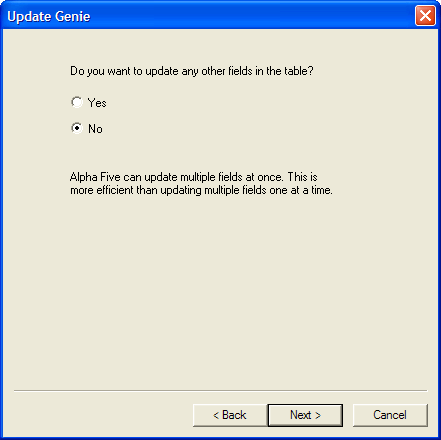 Update Genie
Do you want to update any other fields in the table?
Yes
No
Alpha Five can update multiple fields at once. This is
more efficient than updating multiple fields one at a time.
< Back
Next >
Cancel